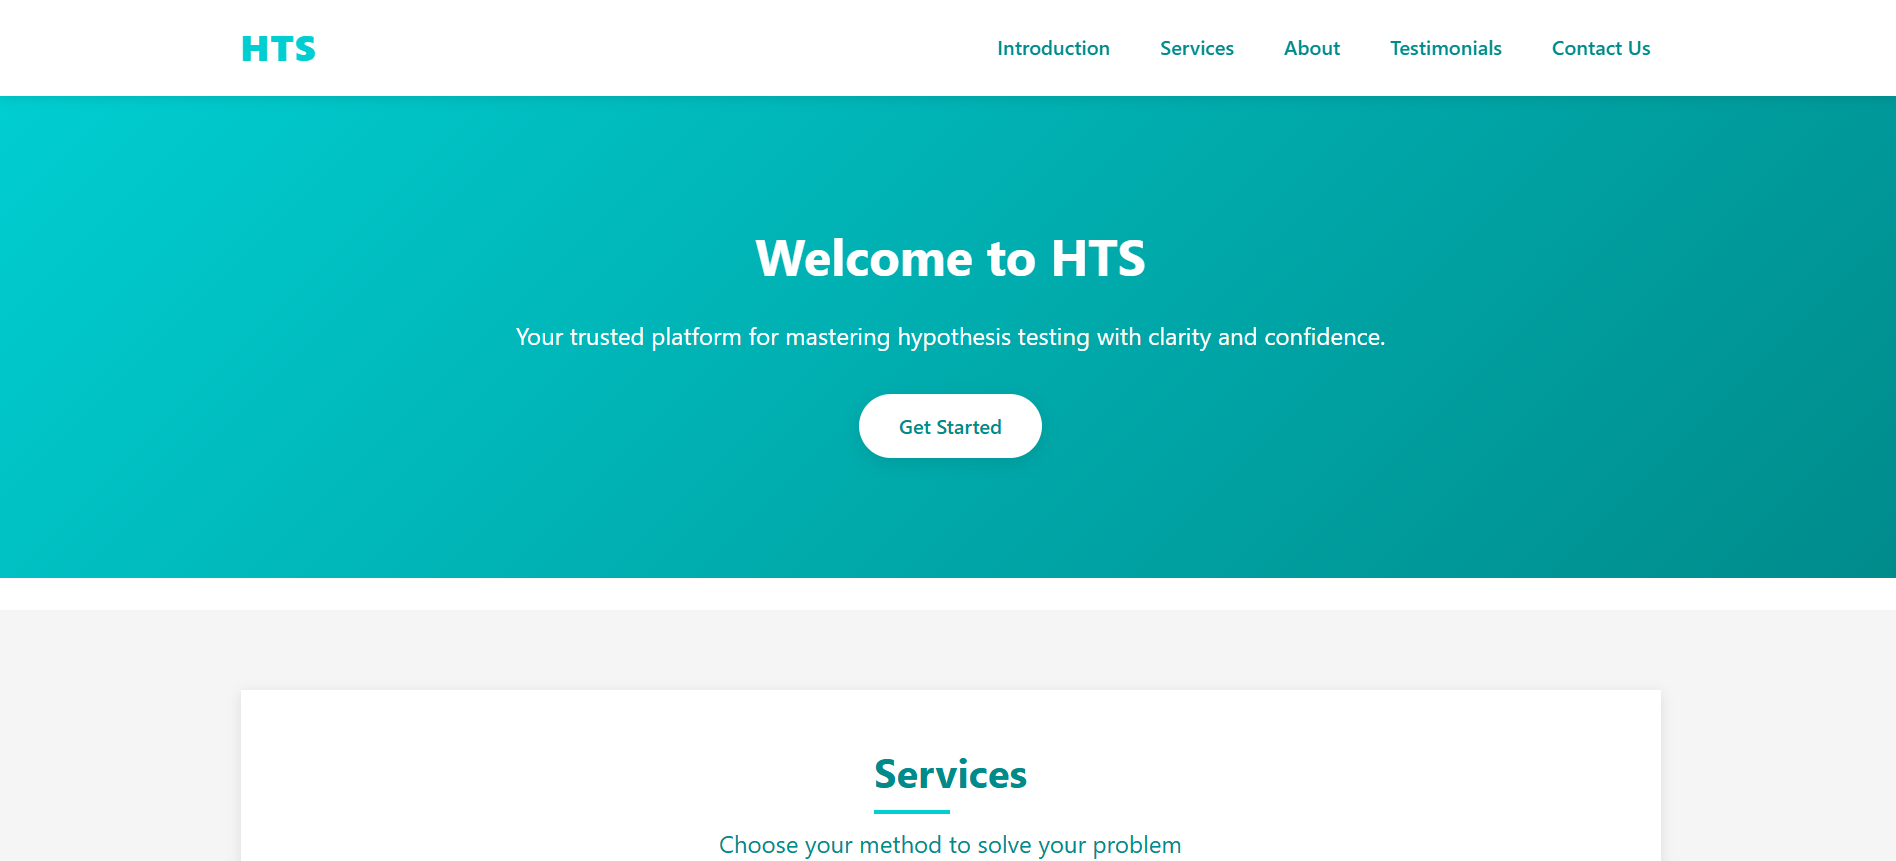 HTS
Introduction Services About Testimonials Contact Us
Welcome to HTS
Your trusted platform for mastering hypothesis testing with clarity and confidence.
Get Started
Services
Choose your method to solve your problem